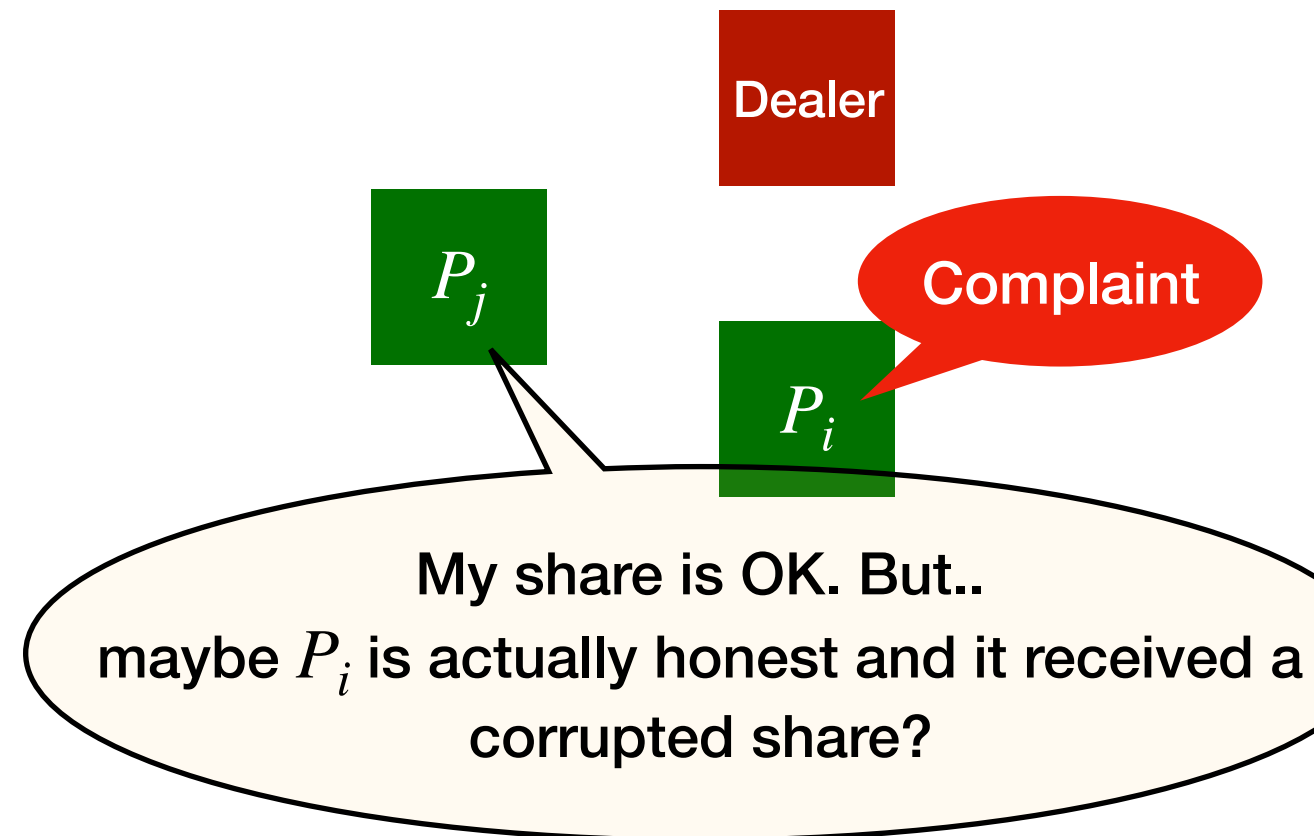 Dealer
P_j
Complaint
P_i
My share is OK. But..
maybe P_i is actually honest and it received a
corrupted share?